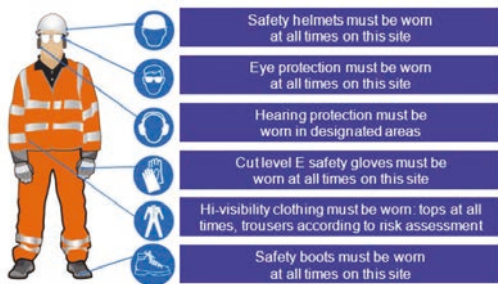 Safety helmets must be worn
at all times on this site
Eye protection must be worn
at all times on this site
Hearing protection must be
worn in designated areas
Cut level E safety gloves must be
worn at all times on this site
Hi-visibility clothing must be worn: tops at all
times, trousers according to risk assessment
Safety boots must be worn
at all times on this site